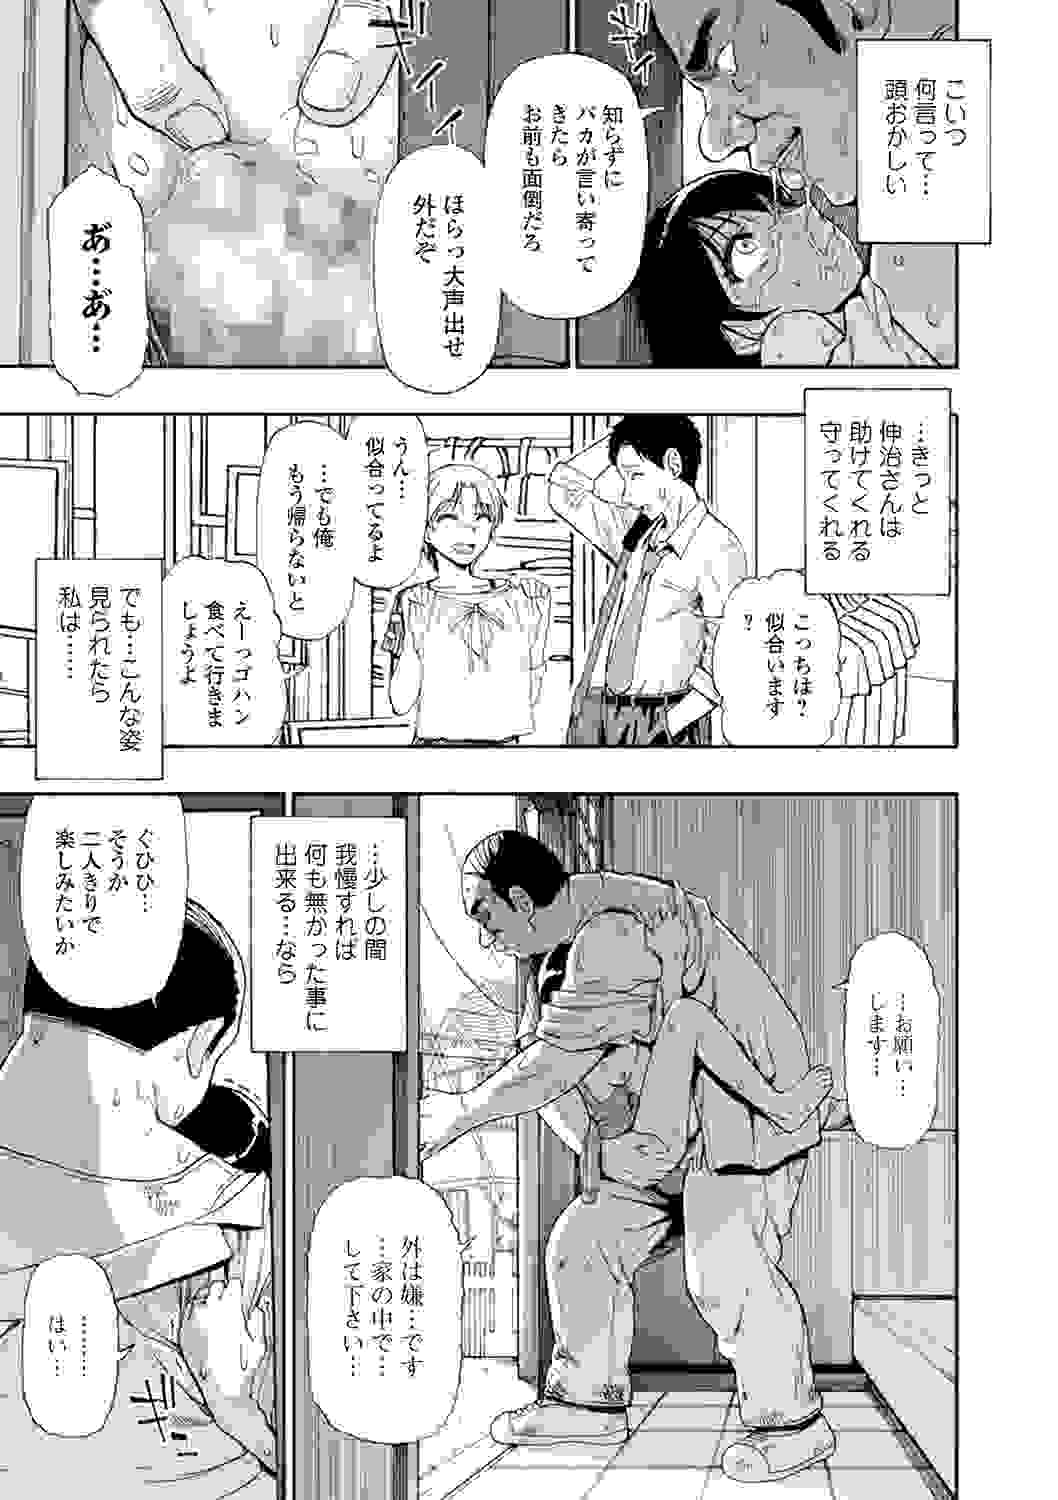 こいつ
何言って…
頭おかしい
知らずに
バカが言い寄って
きたら
お前も面倒だろ
ほらっ大声出せ
外だぞ
あ゛…あ゛…
…きっと
伸治さんは
助けてくれる
守ってくれる
こっちは？
似合います
？
うん…
似合ってるよ
…でも俺
もう帰らないと
えーっゴハン
食べて行きま
しょうよ
でも…こんな姿
見られたら
私は……
…お願い…
します…
外は嫌…です
…家の中で…
して下さい…
…少しの間
我慢すれば
何も無かった事に
出来る…なら
ぐひひ…
そうか
二人きりで
楽しみたいか
………
はい…